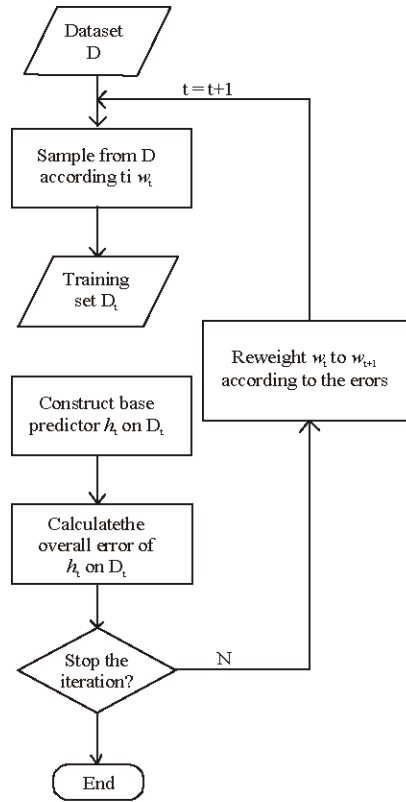 Dataset
D
t = t+1
Sample from D
according ti wₜ
Training
set Dₜ
Reweight wₜ to wₜ₊₁
according to the erors
Construct base
predictor hₜ on Dₜ
Calculatethe
overall error of
hₜ on Dₜ
Stop the
iteration?
N
End